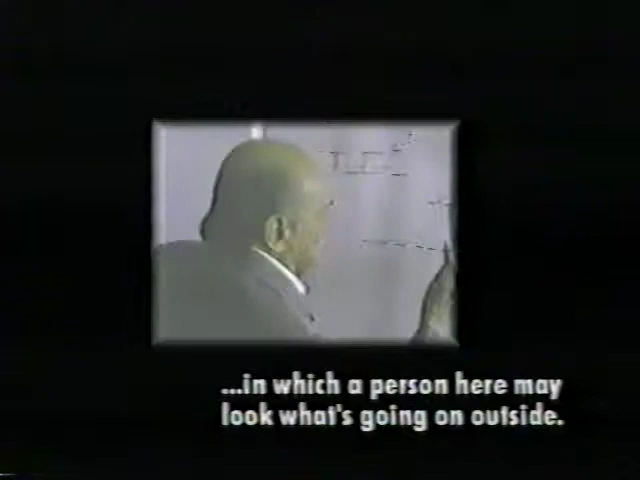 ...in which a person here may
look what's going on outside.